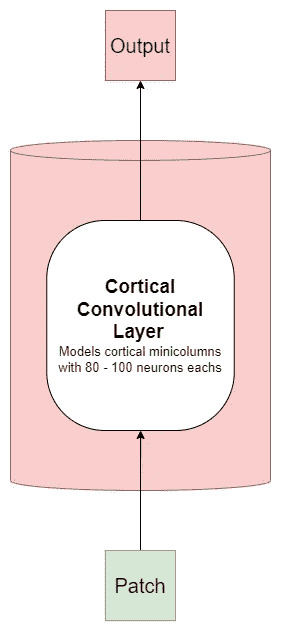 Output
Cortical
Convolutional
Layer
Models cortical minicolumns
with 80 - 100 neurons eachs
Patch